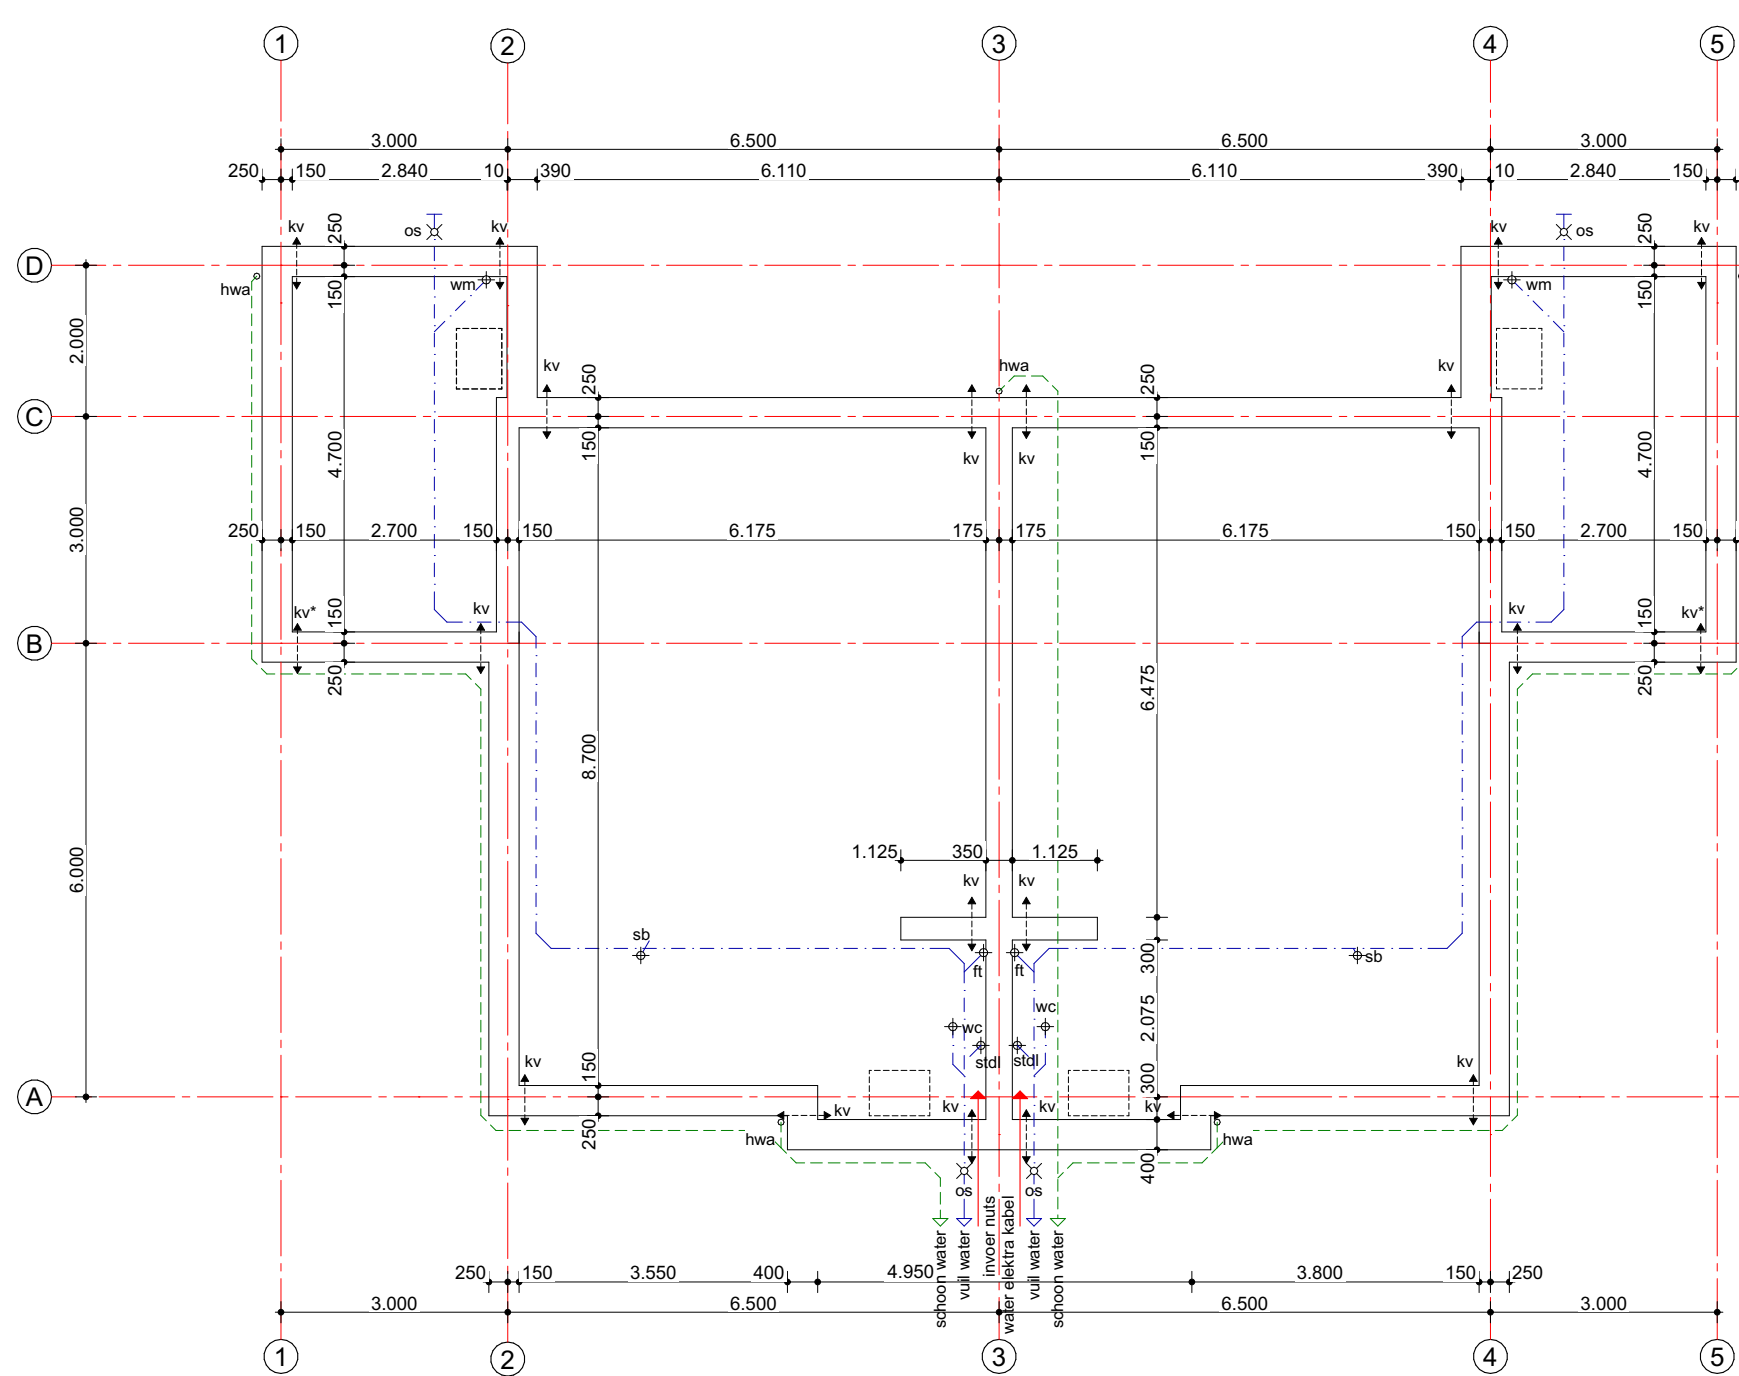 1 2 3 4 5
3.000 6.500 6.500 3.000
250 150 2.840 10 390 6.110 6.110 390 10 2.840 150
kv os kv 250 kv os kv 250
D
hwa 150 wm wm 150
2.000
kv 250 hwa 250
C
150 kv kv 150
4.700 4.700
3.000
250 150 2.700 150 150 6.175 175 175 6.175 150 150 2.700 150
kv* 150 kv kv 150 kv*
B
250 250
6.475
8.700
6.000
1.125 350 1.125
kv kv
sb 300 sb
ft ft
wc wc 2.075
stdl stdl
kv 150 300 kv
A
kv kv kv kv
250 hwa hwa 400
os os
schoon water
vuil water
invoer nuts
water elektra kabel
vuil water
schoon water
250 150 3.550 400 4.950 3.800 150 250
3.000 6.500 6.500 3.000
1 2 3 4 5